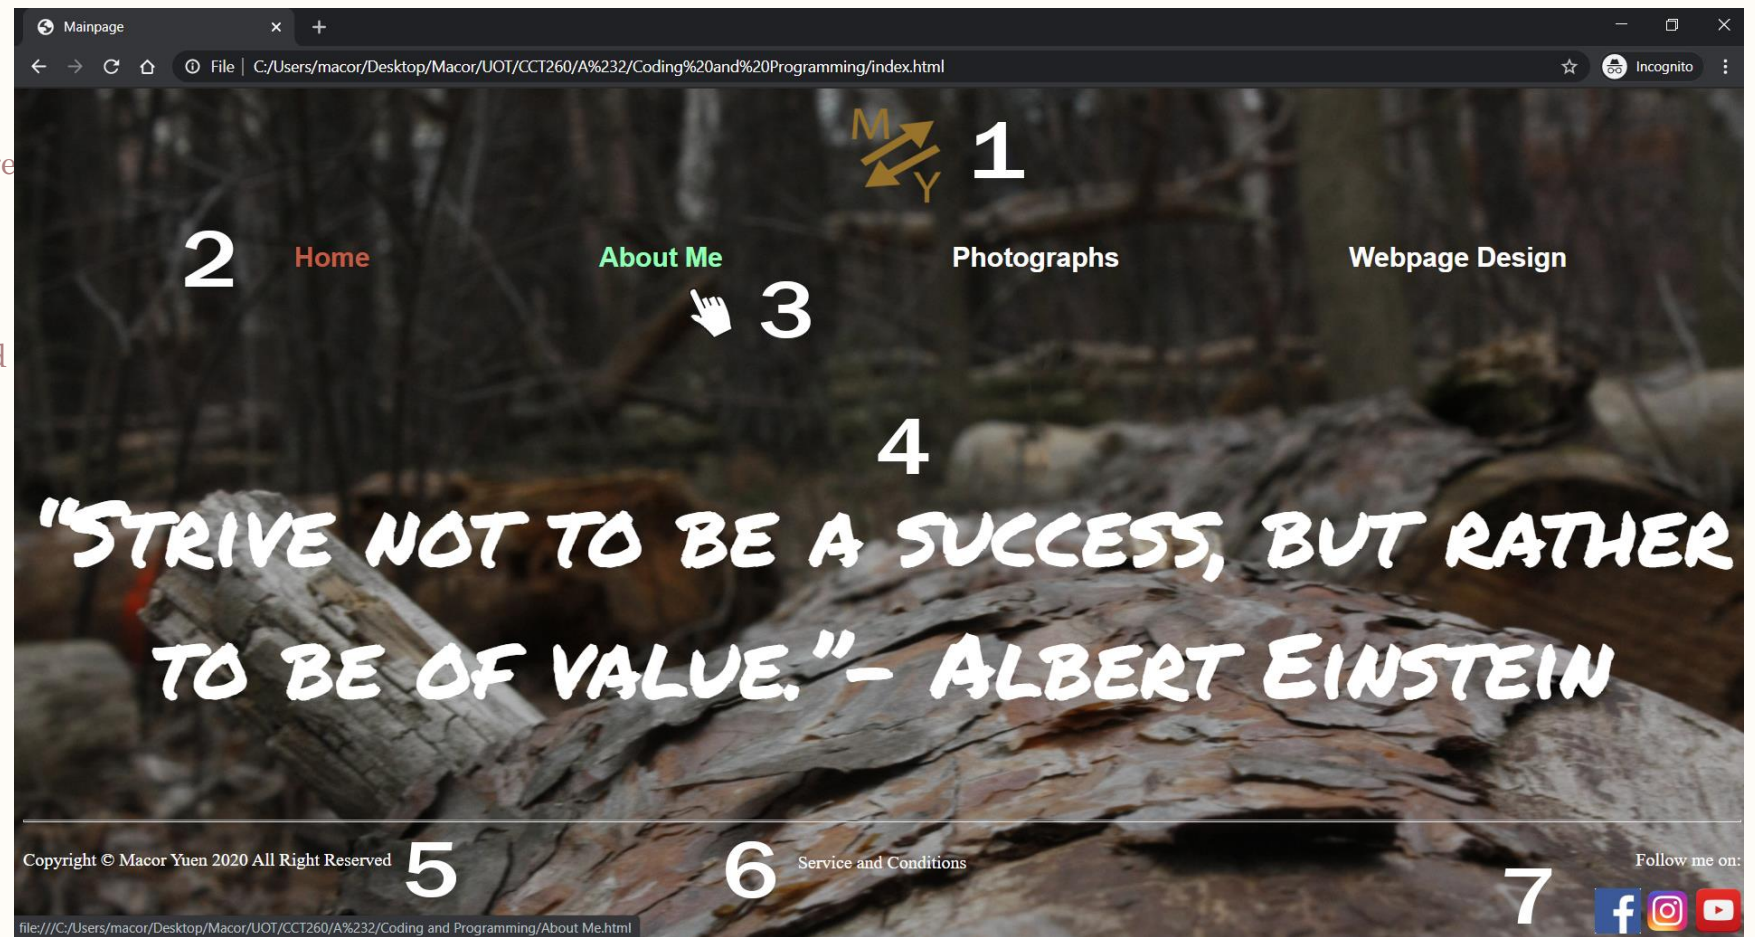 Mainpage
File | C:/Users/macor/Desktop/Macor/UOT/CCT260/A%232/Coding%20and%20Programming/index.html
Incognito
re
M
Y
1
2
Home
About Me
Photographs
Webpage Design
3
d
4
"STRIVE NOT TO BE A SUCCESS, BUT RATHER
TO BE OF VALUE."- ALBERT EINSTEIN
Copyright © Macor Yuen 2020 All Right Reserved
5
6
Service and Conditions
Follow me on:
7
file:///C:/Users/macor/Desktop/Macor/UOT/CCT260/A%232/Coding and Programming/About Me.html